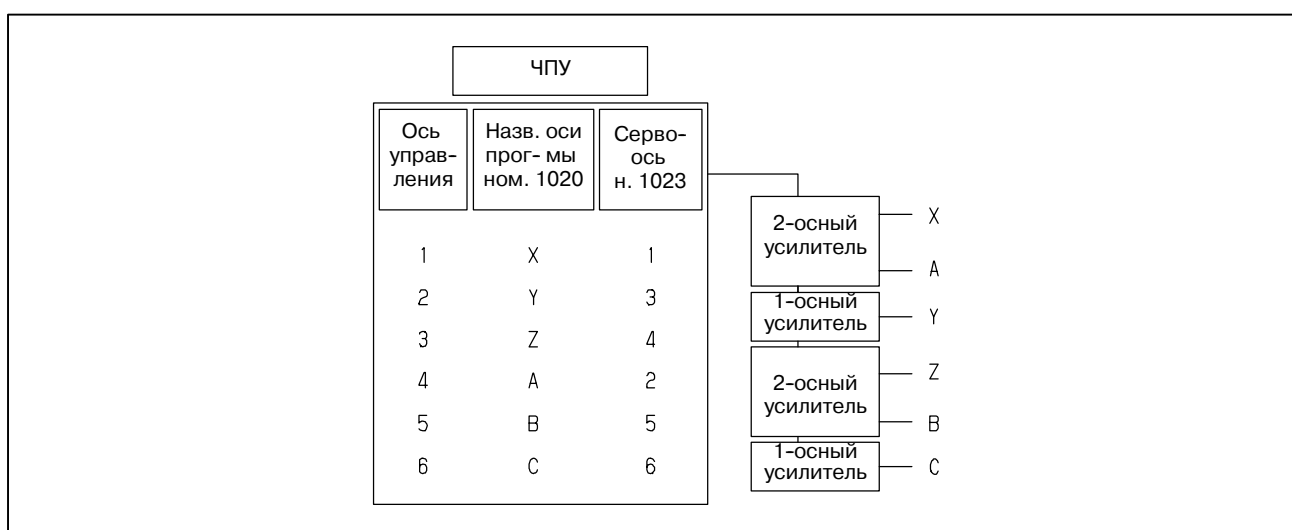 ЧПУ
Ось
управ-
ления
Назв. оси
прог- мы
ном. 1020
Серво-
ось
н. 1023
1 X 1
2 Y 3
3 Z 4
4 A 2
5 B 5
6 C 6
2-осный
усилитель
X
A
1-осный
усилитель
Y
2-осный
усилитель
Z
B
1-осный
усилитель
C